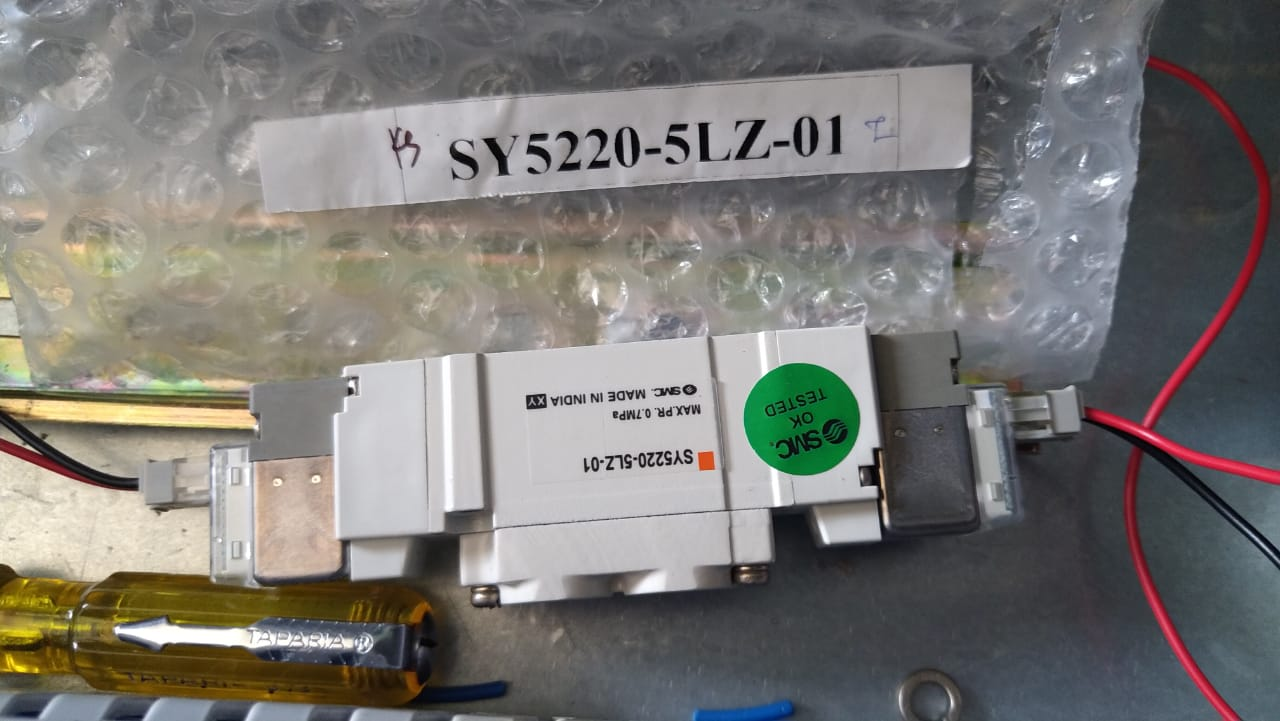 SY5220-5LZ-01
SY5220-5LZ-01
MAX.PR. 0.7MPa
SMC. MADE IN INDIA XY
SMC.
OK
TESTED
TAPARIA ®